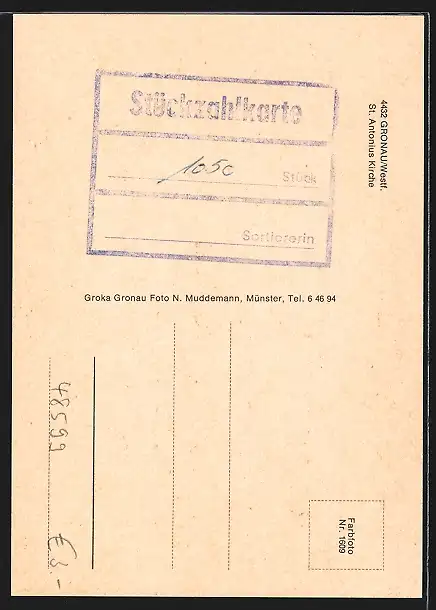 Stückzahlkarte
1050 Stück
Sortiererin
4432 GRONAU/Westf.
St. Antonius Kirche
Groka Gronau Foto N. Muddemann, Münster, Tel. 6 46 94
48599
Farbfoto
Nr. 1609